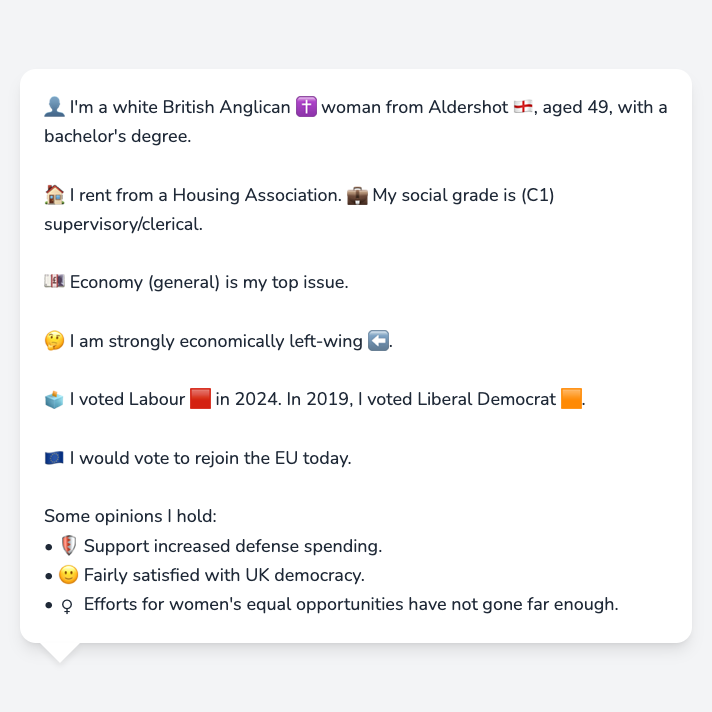 👤 I'm a white British Anglican ✝️ woman from Aldershot 🏴󠁧󠁢󠁥󠁮󠁧󠁿, aged 49, with a
bachelor's degree.
🏠 I rent from a Housing Association. 💼 My social grade is (C1)
supervisory/clerical.
💷 Economy (general) is my top issue.
🤔 I am strongly economically left-wing ⬅️.
🗳️ I voted Labour 🟥 in 2024. In 2019, I voted Liberal Democrat 🟧.
🇪🇺 I would vote to rejoin the EU today.
Some opinions I hold:
• 🛡️ Support increased defense spending.
• 🙂 Fairly satisfied with UK democracy.
• ♀ Efforts for women's equal opportunities have not gone far enough.